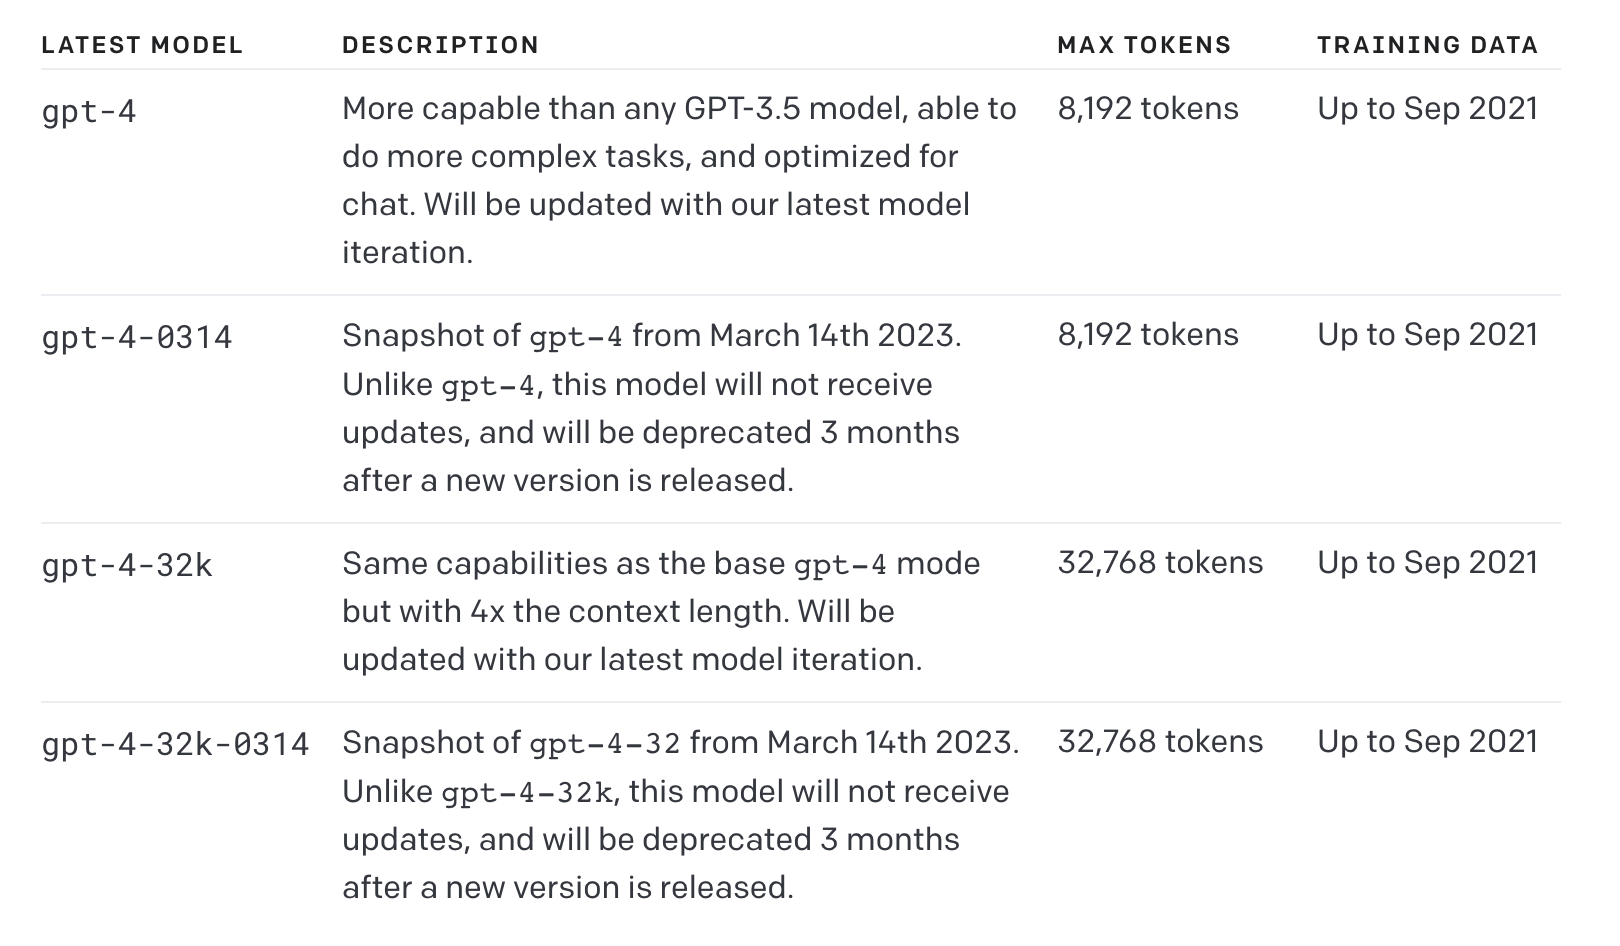 LATEST MODEL DESCRIPTION MAX TOKENS TRAINING DATA
gpt-4 More capable than any GPT-3.5 model, able to 8,192 tokens Up to Sep 2021
do more complex tasks, and optimized for
chat. Will be updated with our latest model
iteration.
gpt-4-0314 Snapshot of gpt-4 from March 14th 2023. 8,192 tokens Up to Sep 2021
Unlike gpt-4, this model will not receive
updates, and will be deprecated 3 months
after a new version is released.
gpt-4-32k Same capabilities as the base gpt-4 mode 32,768 tokens Up to Sep 2021
but with 4x the context length. Will be
updated with our latest model iteration.
gpt-4-32k-0314 Snapshot of gpt-4-32 from March 14th 2023. 32,768 tokens Up to Sep 2021
Unlike gpt-4-32k, this model will not receive
updates, and will be deprecated 3 months
after a new version is released.